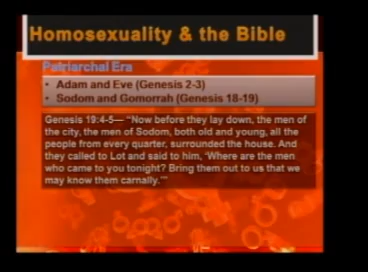 Homosexuality & the Bible
Patriarchal Era
• Adam and Eve (Genesis 2-3)
• Sodom and Gomorrah (Genesis 18-19)
Genesis 19:4-5— “Now before they lay down, the men of
the city, the men of Sodom, both old and young, all the
people from every quarter, surrounded the house. And
they called to Lot and said to him, ‘Where are the men
who came to you tonight? Bring them out to us that we
may know them carnally.’”